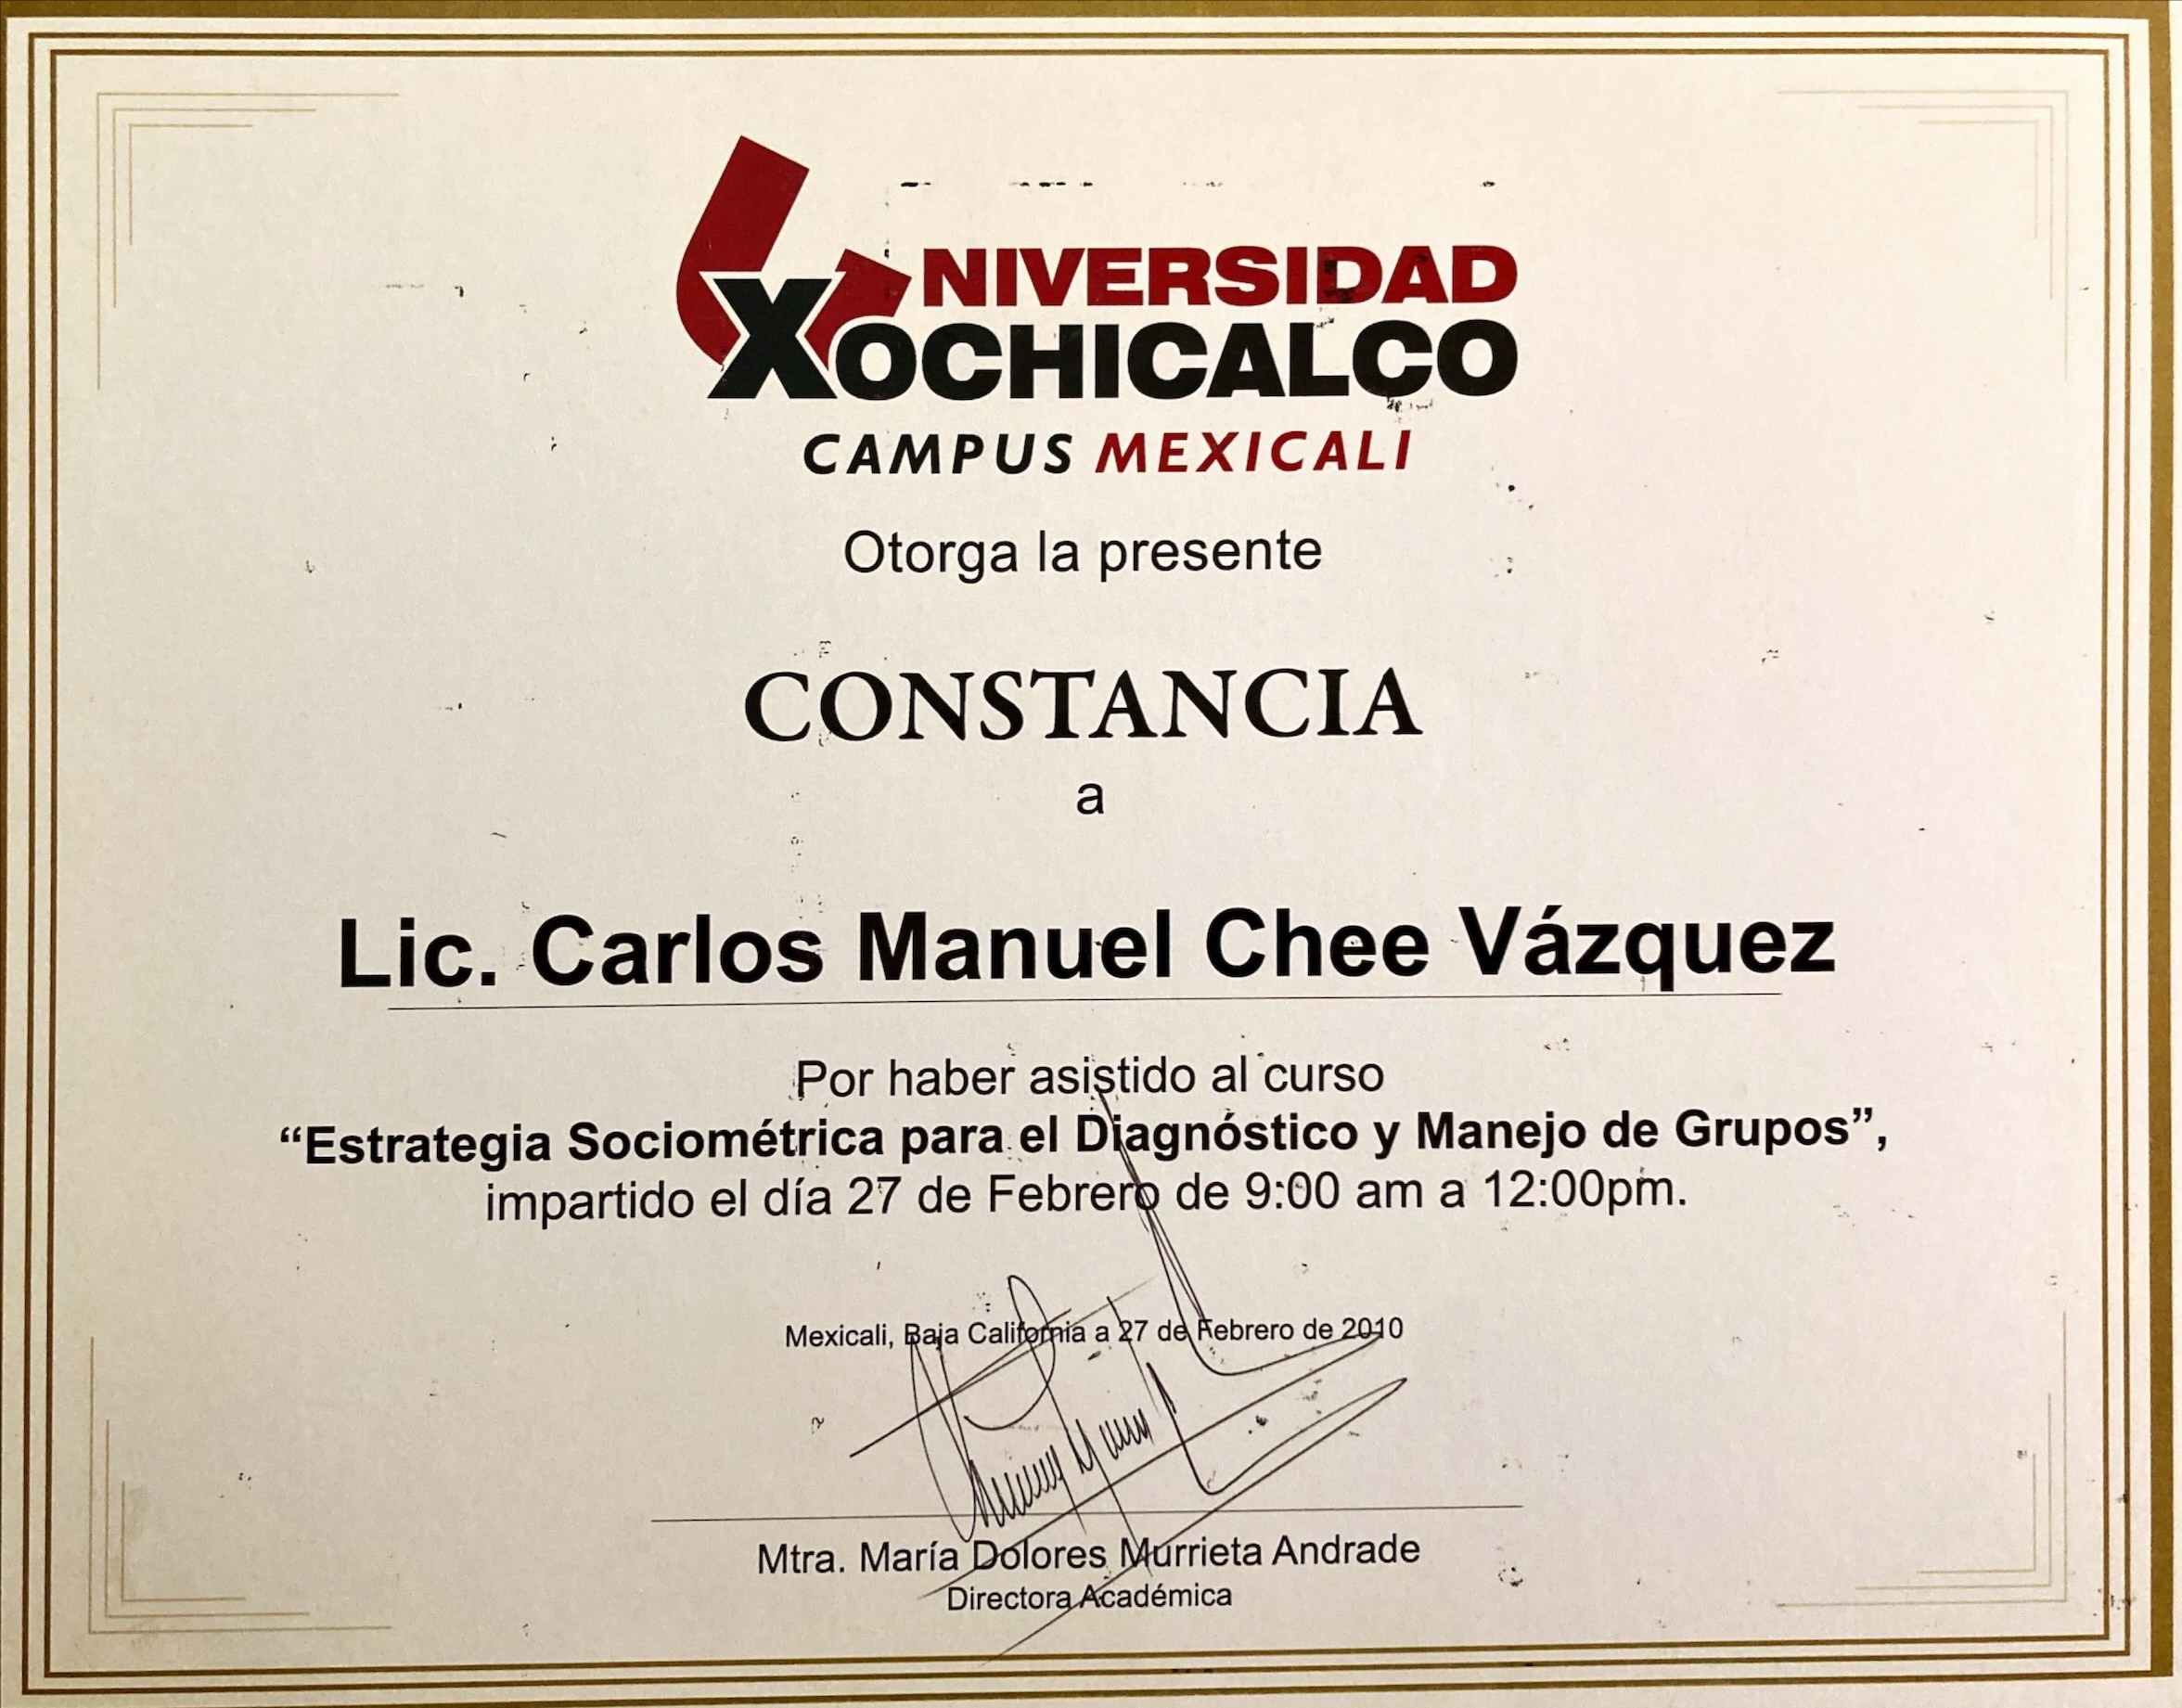 UNIVERSIDAD
XOCHICALCO
CAMPUS MEXICALI
Otorga la presente
CONSTANCIA
a
Lic. Carlos Manuel Chee Vázquez
Por haber asistido al curso
“Estrategia Sociométrica para el Diagnóstico y Manejo de Grupos”,
impartido el día 27 de Febrero de 9:00 am a 12:00pm.
Mexicali, Baja California a 27 de Febrero de 2010
Mtra. María Dolores Murrieta Andrade
Directora Académica